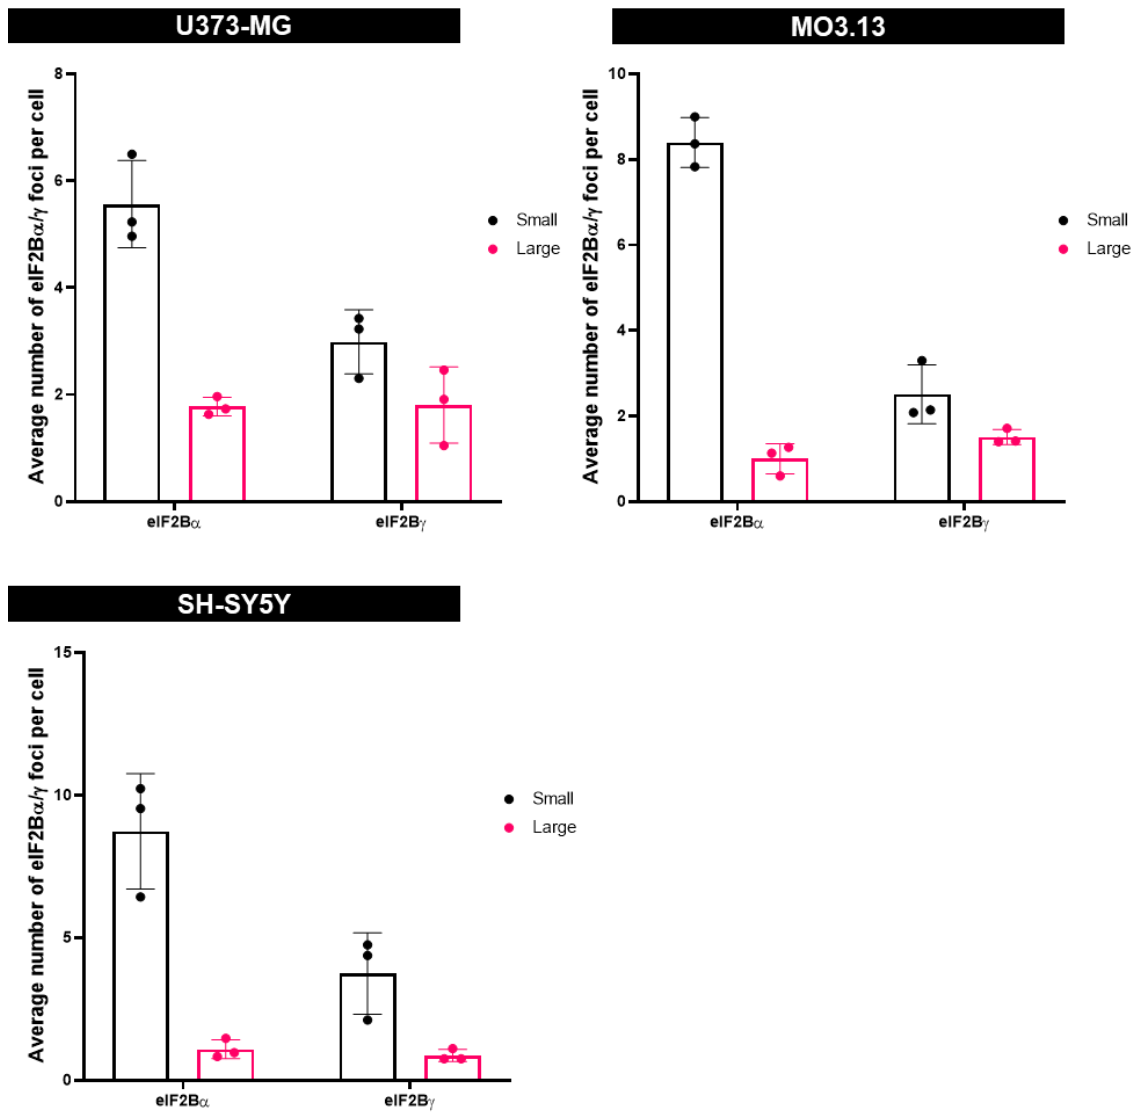 U373-MG
Average number of eIF2Bα/γ foci per cell
8
6
4
2
0
eIF2Bα
eIF2Bγ
Small
Large
MO3.13
Average number of eIF2Bα/γ foci per cell
10
8
6
4
2
0
eIF2Bα
eIF2Bγ
Small
Large
SH-SY5Y
Average number of eIF2Bα/γ foci per cell
15
10
5
0
eIF2Bα
eIF2Bγ
Small
Large